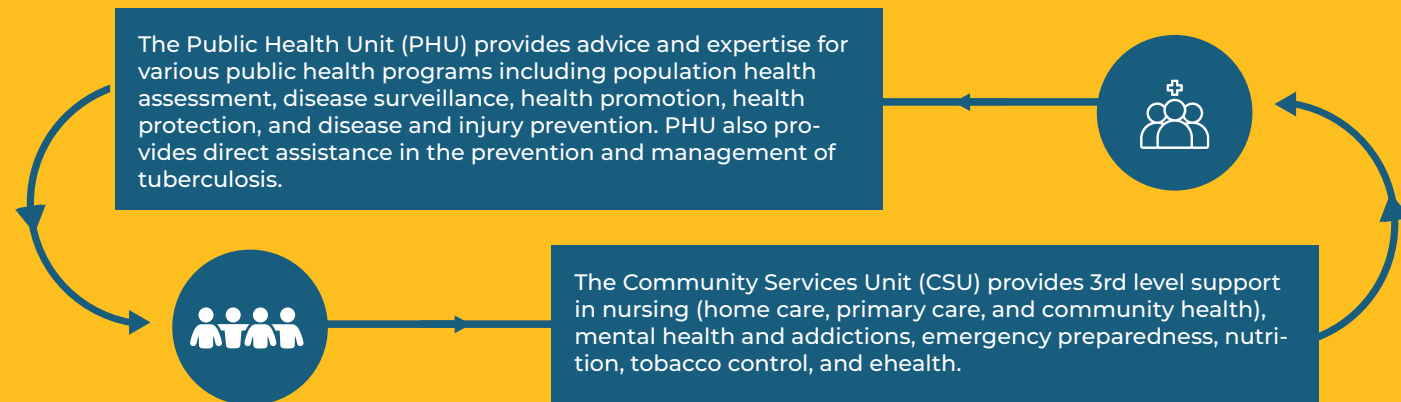 The Public Health Unit (PHU) provides advice and expertise for
various public health programs including population health
assessment, disease surveillance, health promotion, health
protection, and disease and injury prevention. PHU also pro-
vides direct assistance in the prevention and management of
tuberculosis.
The Community Services Unit (CSU) provides 3rd level support
in nursing (home care, primary care, and community health),
mental health and addictions, emergency preparedness, nutri-
tion, tobacco control, and ehealth.